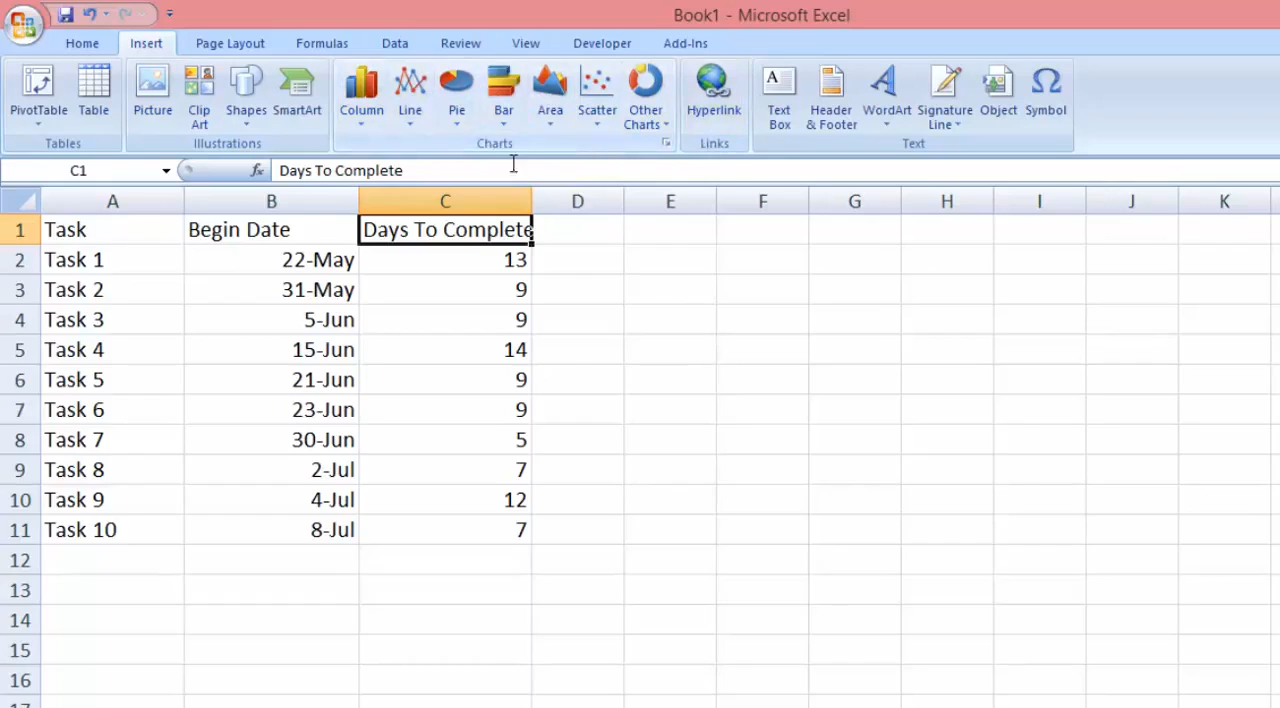 Book1 - Microsoft Excel
Home Insert Page Layout Formulas Data Review View Developer Add-Ins
PivotTable Table Picture Clip Art Shapes SmartArt Column Line Pie Bar Area Scatter Other Charts Hyperlink Text Box Header & Footer WordArt Signature Line Object Symbol
Tables Illustrations Charts Links Text
C1 fx Days To Complete
A B C D E F G H I J K
1 Task Begin Date Days To Complete
2 Task 1 22-May 13
3 Task 2 31-May 9
4 Task 3 5-Jun 9
5 Task 4 15-Jun 14
6 Task 5 21-Jun 9
7 Task 6 23-Jun 9
8 Task 7 30-Jun 5
9 Task 8 2-Jul 7
10 Task 9 4-Jul 12
11 Task 10 8-Jul 7
12
13
14
15
16
17